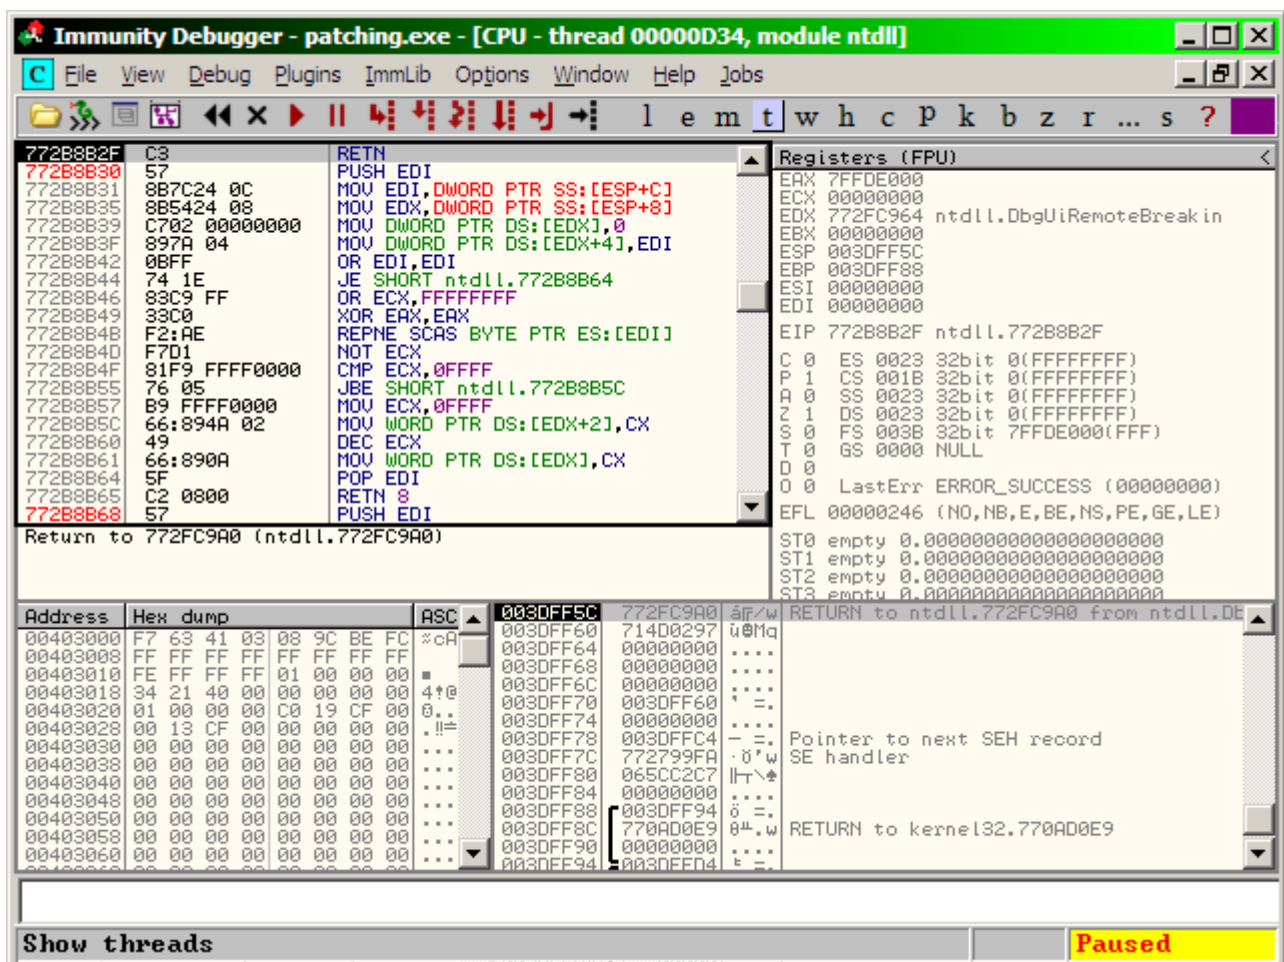 Immunity Debugger - patching.exe - [CPU - thread 00000D34, module ntdll]
C File View Debug Plugins ImmLib Options Window Help Jobs
l e m t w h c p k b z r ... s ?
772B8B2F C3 RETN
772B8B30 57 PUSH EDI
772B8B31 8B7C24 0C MOV EDI,DWORD PTR SS:[ESP+C]
772B8B35 8B5424 08 MOV EDX,DWORD PTR SS:[ESP+8]
772B8B39 C702 00000000 MOV DWORD PTR DS:[EDX],0
772B8B3F 897A 04 MOV DWORD PTR DS:[EDX+4],EDI
772B8B42 0BFF OR EDI,EDI
772B8B44 74 1E JE SHORT ntdll.772B8B64
772B8B46 83C9 FF OR ECX,FFFFFFFF
772B8B49 33C0 XOR EAX,EAX
772B8B4B F2:AE REPNE SCAS BYTE PTR ES:[EDI]
772B8B4D F7D1 NOT ECX
772B8B4F 81F9 FFFF0000 CMP ECX,0FFFF
772B8B55 76 05 JBE SHORT ntdll.772B8B5C
772B8B57 B9 FFFF0000 MOV ECX,0FFFF
772B8B5C 66:894A 02 MOV WORD PTR DS:[EDX+2],CX
772B8B60 49 DEC ECX
772B8B61 66:890A MOV WORD PTR DS:[EDX],CX
772B8B64 5F POP EDI
772B8B65 C2 0800 RETN 8
772B8B68 57 PUSH EDI
Return to 772FC9A0 (ntdll.772FC9A0)
Registers (FPU) <
EAX 7FFDE000
ECX 00000000
EDX 772FC964 ntdll.DbgUiRemoteBreakin
EBX 00000000
ESP 003DFF5C
EBP 003DFF88
ESI 00000000
EDI 00000000
EIP 772B8B2F ntdll.772B8B2F
C 0 ES 0023 32bit 0(FFFFFFFF)
P 1 CS 001B 32bit 0(FFFFFFFF)
A 0 SS 0023 32bit 0(FFFFFFFF)
Z 1 DS 0023 32bit 0(FFFFFFFF)
S 0 FS 003B 32bit 7FFDE000(FFF)
T 0 GS 0000 NULL
D 0
O 0 LastErr ERROR_SUCCESS (00000000)
EFL 00000246 (NO,NB,E,BE,NS,PE,GE,LE)
ST0 empty 0.0000000000000000000
ST1 empty 0.0000000000000000000
ST2 empty 0.0000000000000000000
ST3 empty 0.0000000000000000000
Address Hex dump ASC
00403000 F7 63 41 03 08 9C BE FC
00403008 FF FF FF FF FF FF FF FF
00403010 FE FF FF FF 01 00 00 00
00403018 34 21 40 00 00 00 00 00 4!@
00403020 01 00 00 00 C0 19 CF 00
00403028 00 13 CF 00 00 00 00 00
00403030 00 00 00 00 00 00 00 00 ...
00403038 00 00 00 00 00 00 00 00 ...
00403040 00 00 00 00 00 00 00 00 ...
00403048 00 00 00 00 00 00 00 00 ...
00403050 00 00 00 00 00 00 00 00 ...
00403058 00 00 00 00 00 00 00 00 ...
00403060 00 00 00 00 00 00 00 00 ...
003DFF5C 772FC9A0 RETURN to ntdll.772FC9A0 from ntdll.Db
003DFF60 714D0297
003DFF64 00000000 ....
003DFF68 00000000 ....
003DFF6C 00000000 ....
003DFF70 003DFF60
003DFF74 00000000 ....
003DFF78 003DFFC4 Pointer to next SEH record
003DFF7C 772799FA SE handler
003DFF80 065CC2C7
003DFF84 00000000 ....
003DFF88 003DFF94
003DFF8C 770AD0E9 RETURN to kernel32.770AD0E9
003DFF90 00000000 ....
003DFF94 003DFFD4
Show threads
Paused